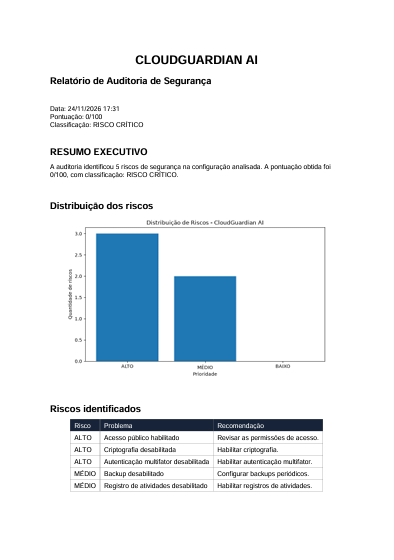 CLOUDGUARDIAN AI
Relatório de Auditoria de Segurança
Data: 24/11/2026 17:31
Pontuação: 0/100
Classificação: RISCO CRÍTICO
RESUMO EXECUTIVO
A auditoria identificou 5 riscos de segurança na configuração analisada. A pontuação obtida foi
0/100, com classificação: RISCO CRÍTICO.
Distribuição dos riscos
Distribuição de Riscos - CloudGuardian AI
Quantidade de riscos
3.0
2.5
2.0
1.5
1.0
0.5
0.0
ALTO MÉDIO BAIXO
Prioridade
Riscos identificados
Risco Problema Recomendação
ALTO Acesso público habilitado Revisar as permissões de acesso.
ALTO Criptografia desabilitada Habilitar criptografia.
ALTO Autenticação multifator desabilitada Habilitar autenticação multifator.
MÉDIO Backup desabilitado Configurar backups periódicos.
MÉDIO Registro de atividades desabilitado Habilitar registros de atividades.